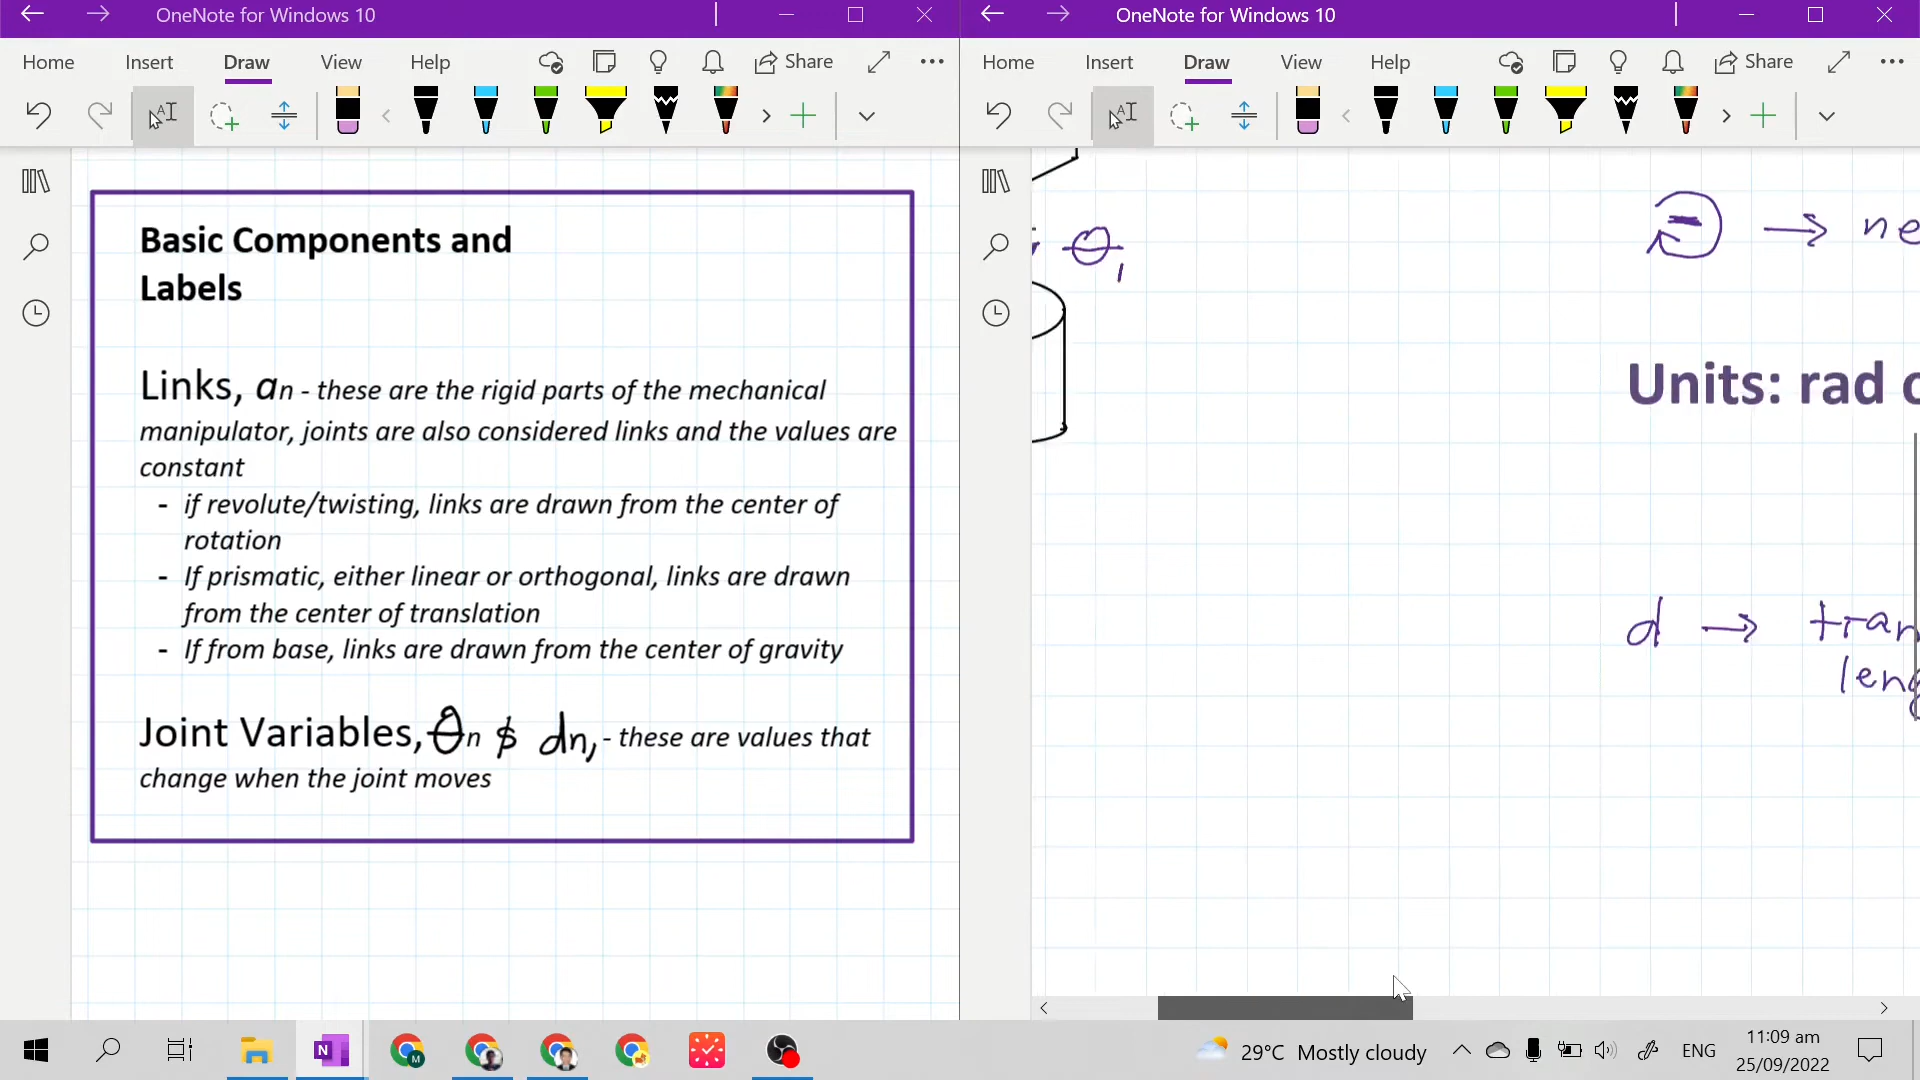 OneNote for Windows 10
Home Insert Draw View Help Share
Basic Components and
Labels
Links, an - these are the rigid parts of the mechanical
manipulator, joints are also considered links and the values are
constant
- if revolute/twisting, links are drawn from the center of
rotation
- If prismatic, either linear or orthogonal, links are drawn
from the center of translation
- If from base, links are drawn from the center of gravity
Joint Variables, θn $ dn, - these are values that
change when the joint moves
OneNote for Windows 10
Home Insert Draw View Help Share
θ1
- → ne
Units: rad
d → tran
leng
29°C Mostly cloudy
ENG
11:09 am
25/09/2022